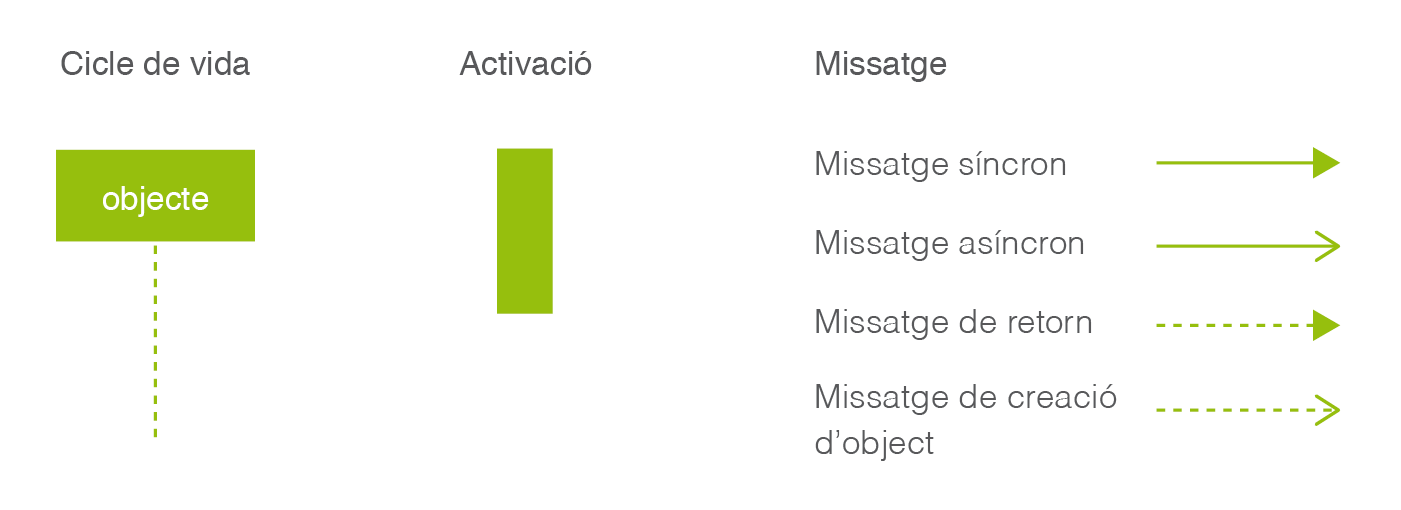 Cicle de vida
Activació
Missatge
objecte
Missatge síncron
Missatge asíncron
Missatge de retorn
Missatge de creació
d’object